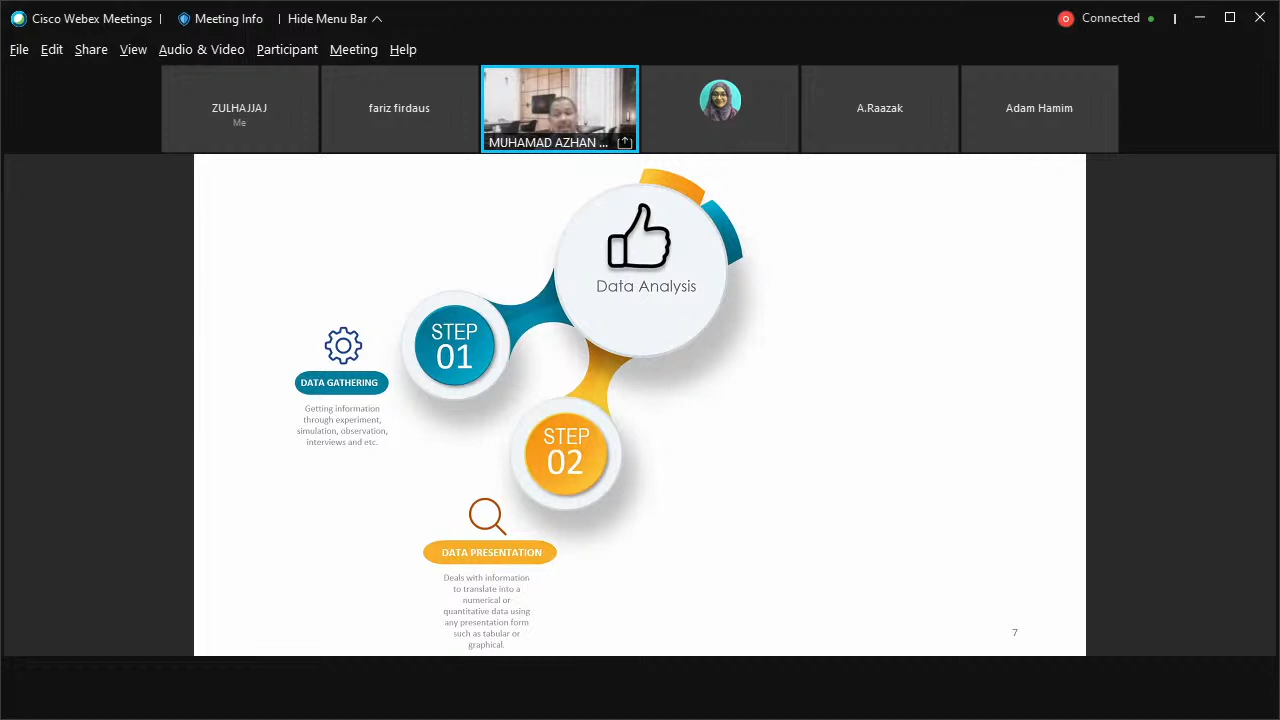 Cisco Webex Meetings | Meeting Info | Hide Menu Bar
Connected
File Edit Share View Audio & Video Participant Meeting Help
ZULHAJJAJ
Me
fariz firdaus
MUHAMAD AZHAN ...
A.Raazak
Adam Hamim
Data Analysis
STEP
01
DATA GATHERING
Getting information
through experiment,
simulation, observation,
interviews and etc.
STEP
02
DATA PRESENTATION
Deals with information
to translate into a
numerical or
quantitative data using
any presentation form
such as tabular or
graphical.
7